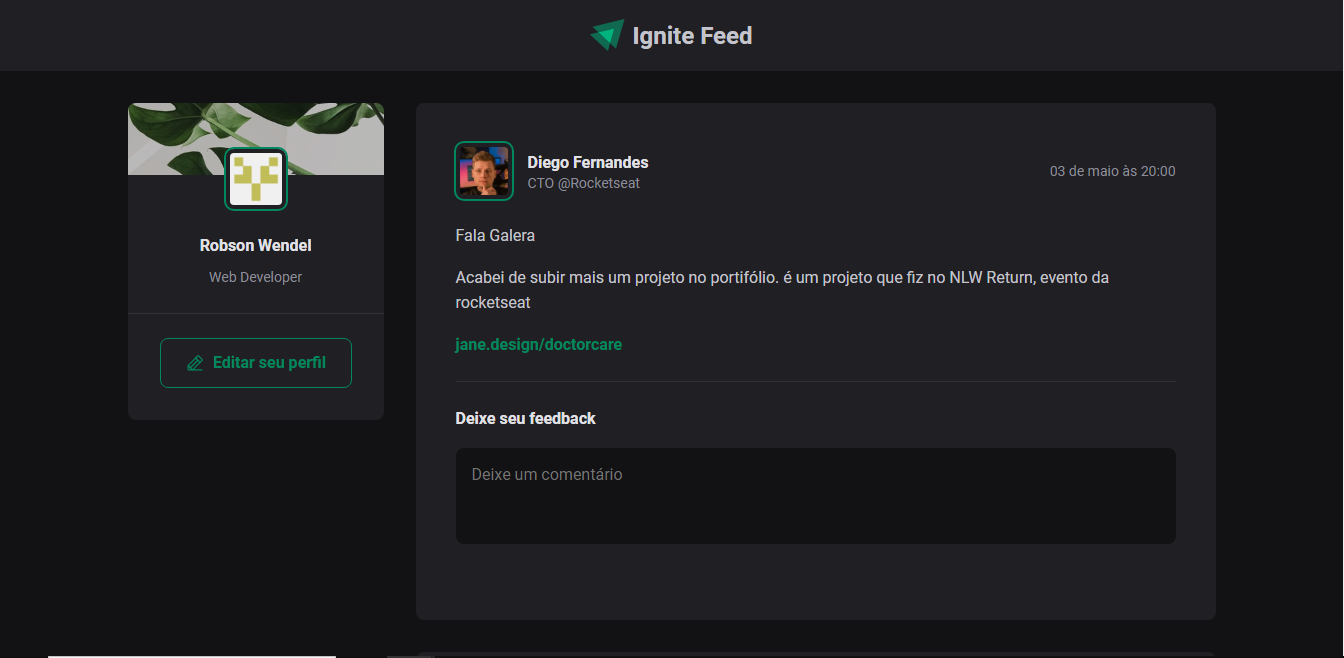 Ignite Feed
Robson Wendel
Web Developer
Editar seu perfil
Diego Fernandes
CTO @Rocketseat
03 de maio às 20:00
Fala Galera
Acabei de subir mais um projeto no portifólio. é um projeto que fiz no NLW Return, evento da
rocketseat
jane.design/doctorcare
Deixe seu feedback
Deixe um comentário